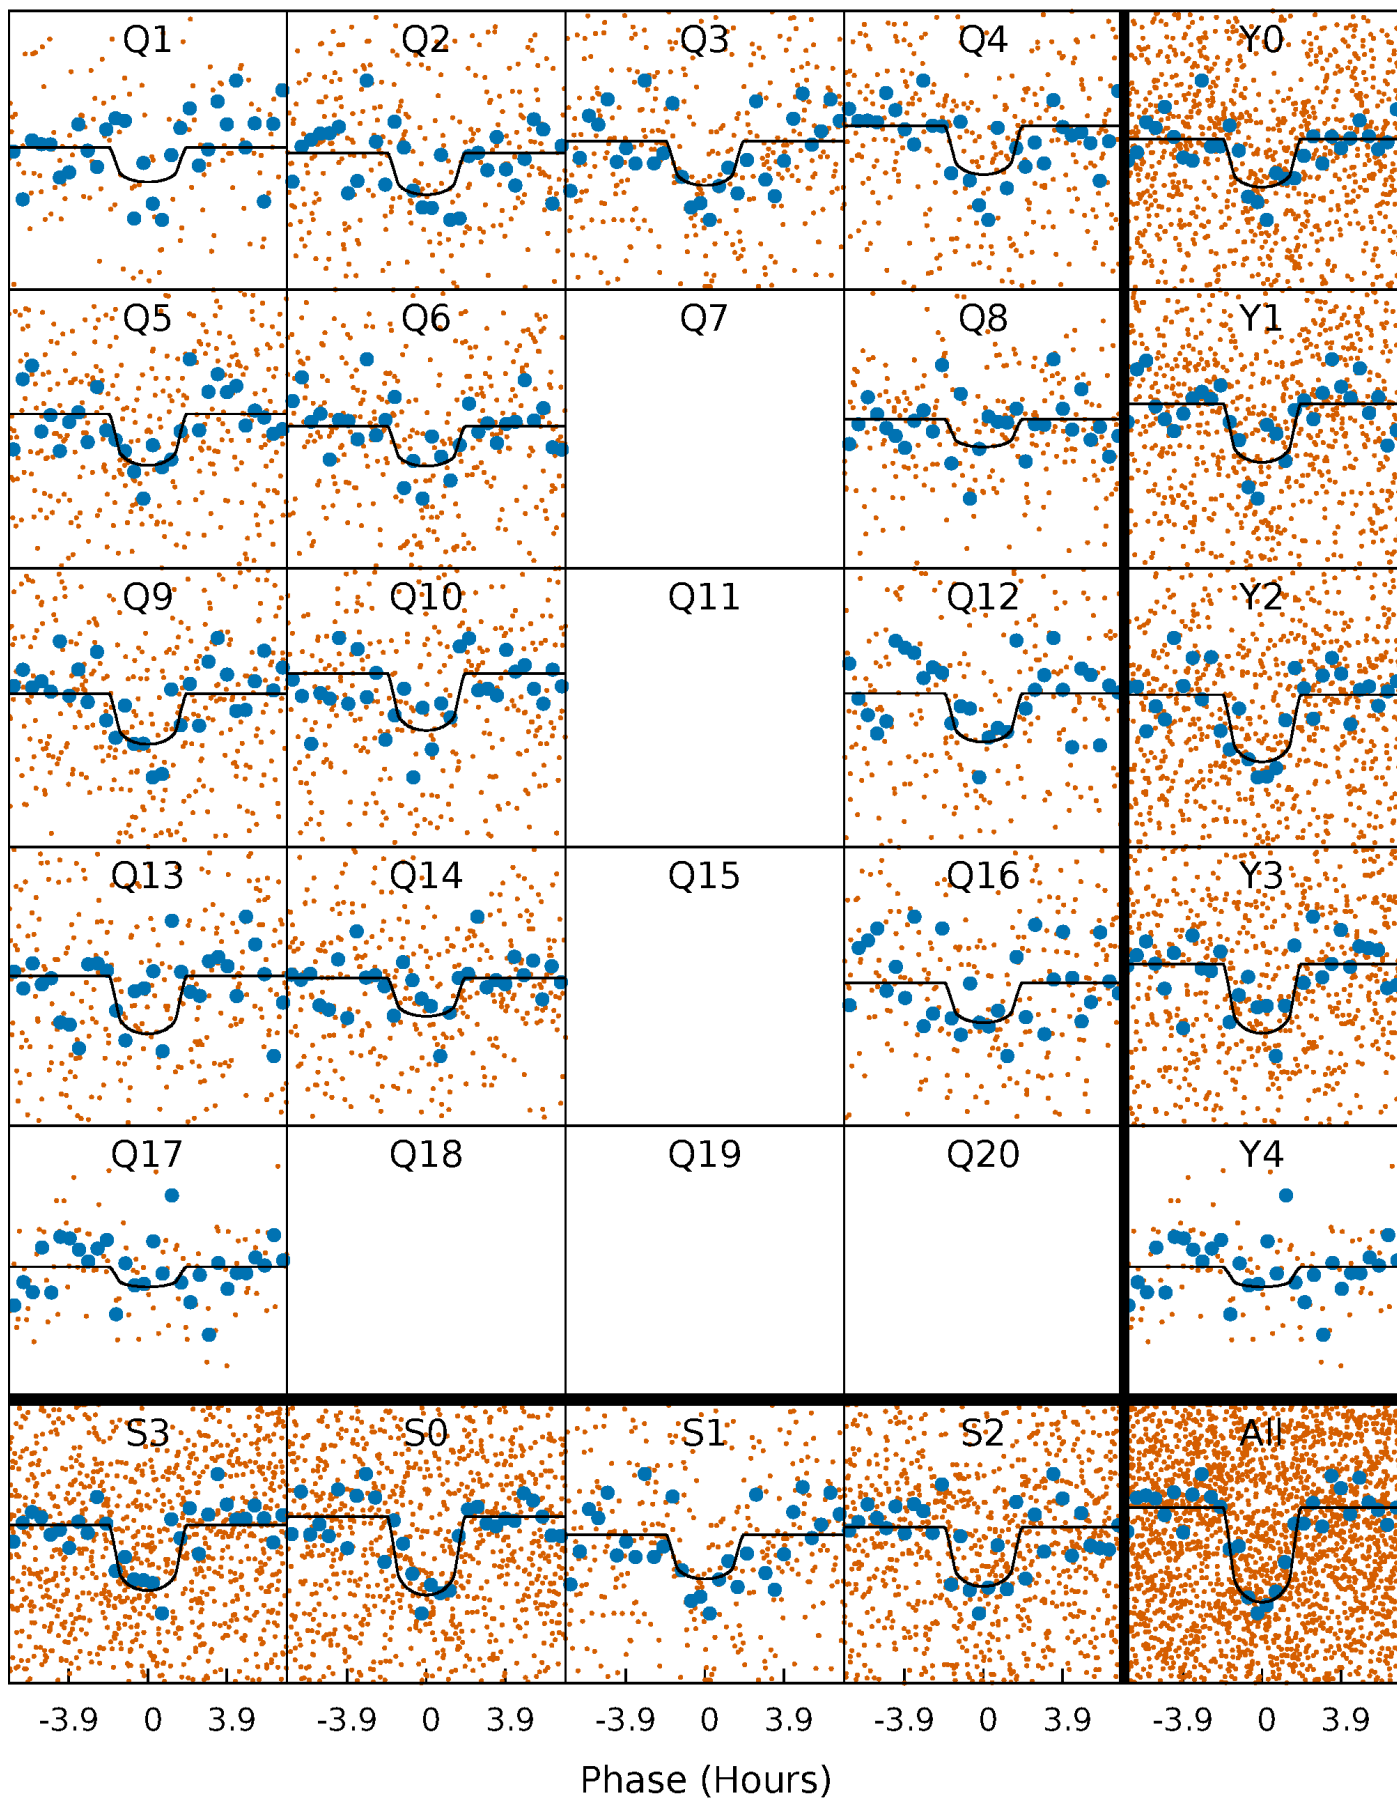 Q1 Q2 Q3 Q4 Y0
Q5 Q6 Q7 Q8 Y1
Q9 Q10 Q11 Q12 Y2
Q13 Q14 Q15 Q16 Y3
Q17 Q18 Q19 Q20 Y4
S3 S0 S1 S2 All
-3.9 0 3.9 -3.9 0 3.9 -3.9 0 3.9 -3.9 0 3.9 -3.9 0 3.9
Phase (Hours)